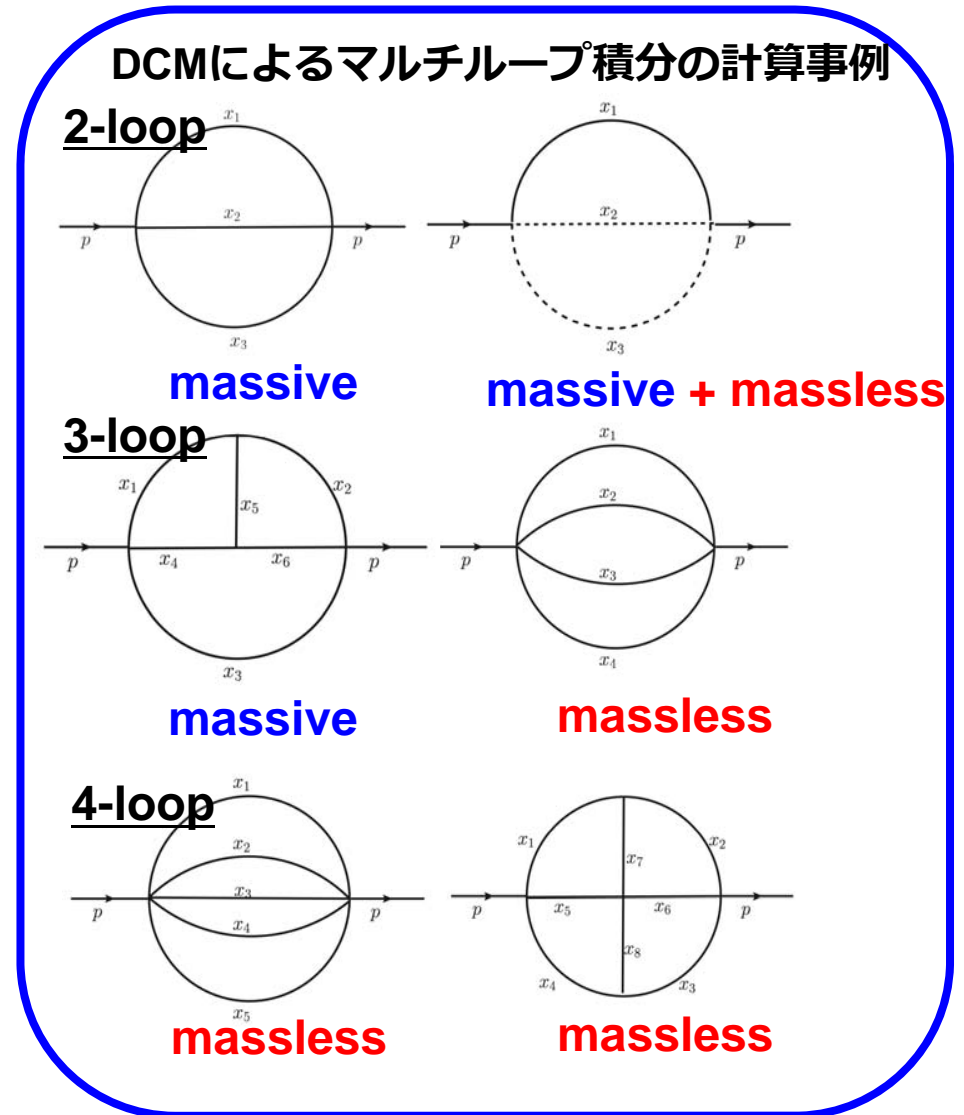 DCMによるマルチループ積分の計算事例
2-loop
x₁
x₂
p
p
x₃
massive
x₁
x₂
p
p
x₃
massive + massless
3-loop
x₁
x₂
x₅
x₄
x₆
p
p
x₃
massive
x₁
x₂
p
p
x₃
x₄
massless
4-loop
x₁
x₂
x₃
p
p
x₄
x₅
massless
x₁
x₂
x₇
x₅
x₆
p
p
x₈
x₄
x₃
massless